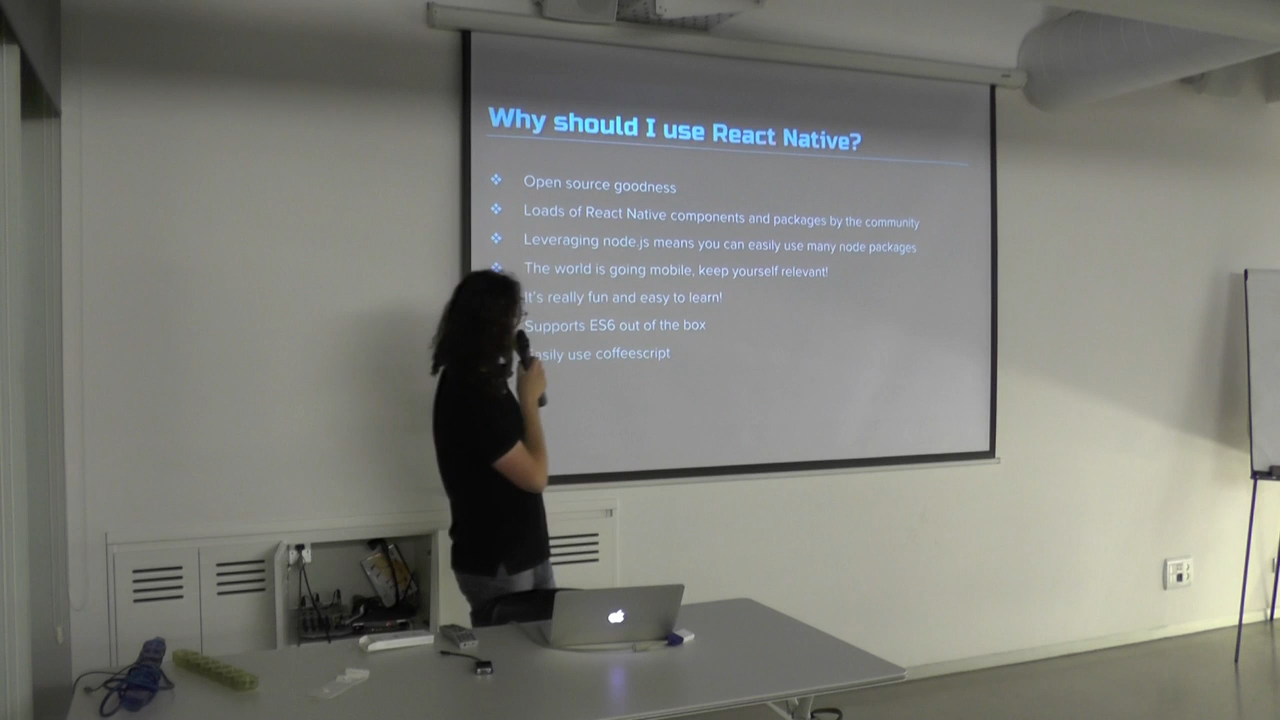 Why should I use React Native?
Open source goodness
Loads of React Native components and packages by the community
Leveraging node.js means you can easily use many node packages
The world is going mobile, keep yourself relevant!
It's really fun and easy to learn!
Supports ES6 out of the box
Easily use coffeescript